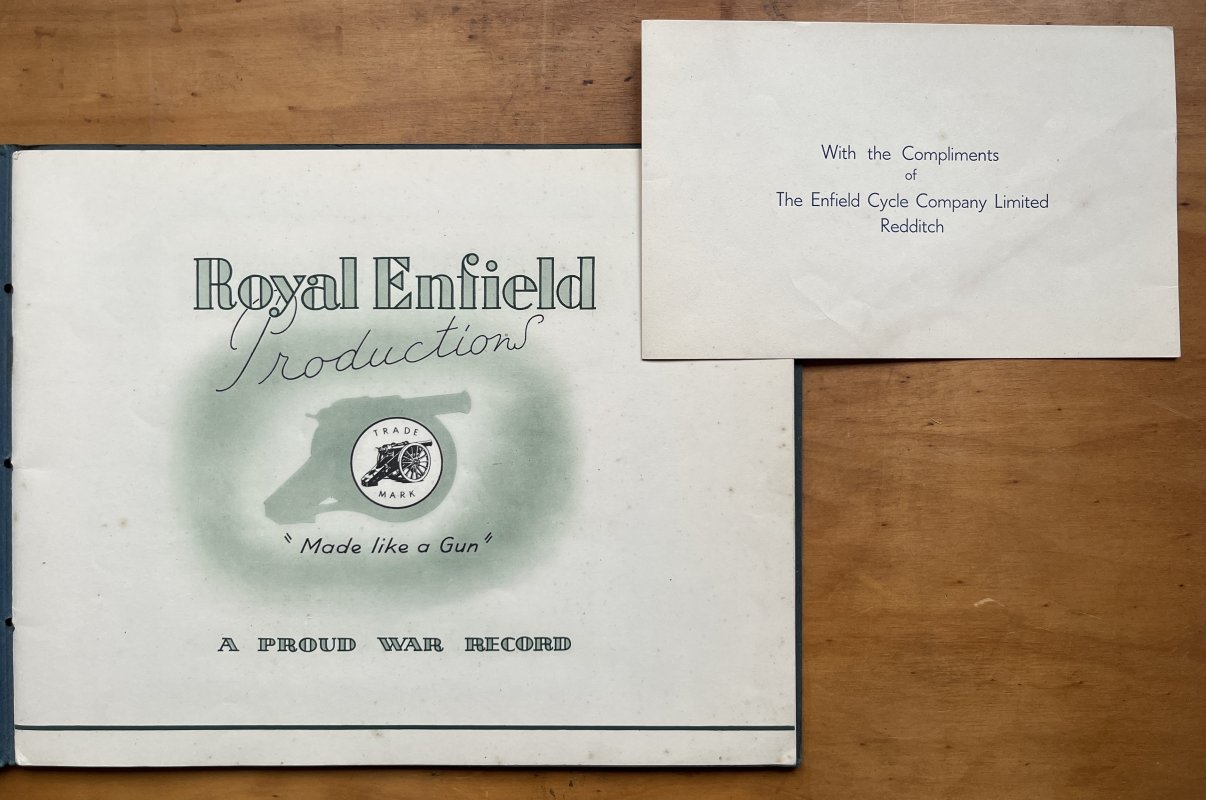 Royal Enfield
Productions
TRADE
MARK
"Made like a Gun"
A PROUD WAR RECORD
With the Compliments
of
The Enfield Cycle Company Limited
Redditch